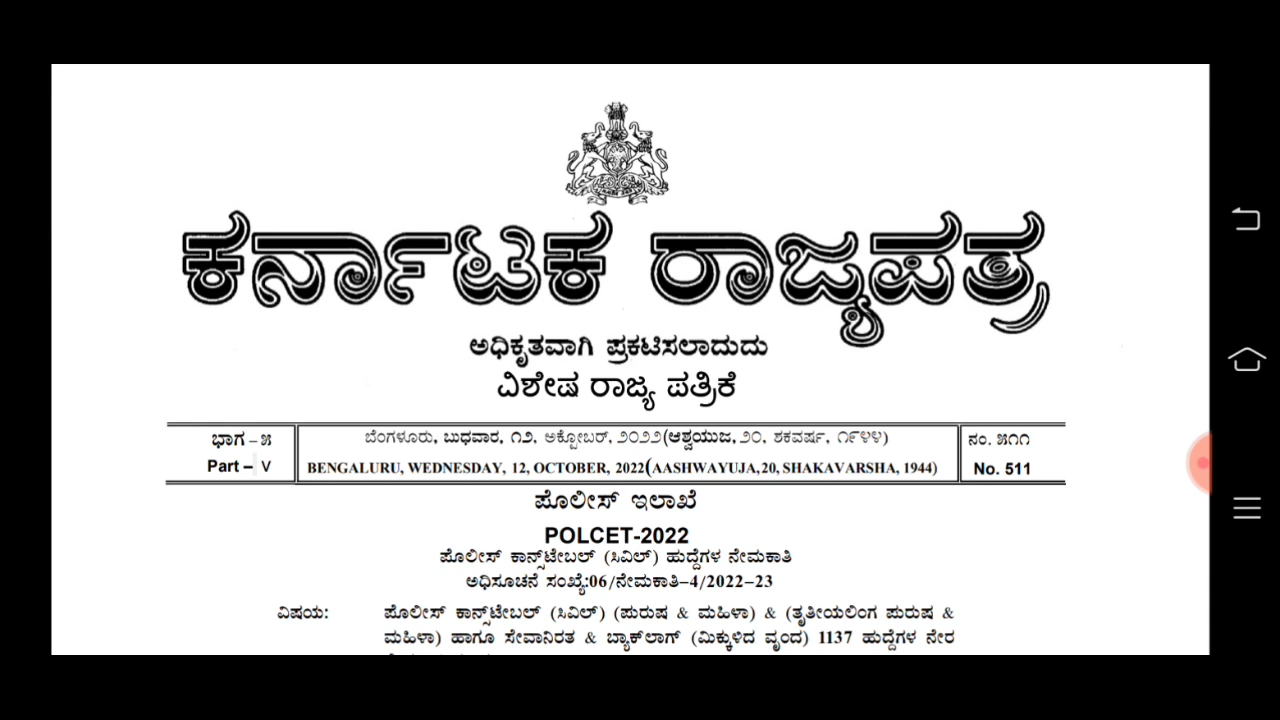 ಕರ್ನಾಟಕ ರಾಜ್ಯಪತ್ರ
ಅಧಿಕೃತವಾಗಿ ಪ್ರಕಟಿಸಲಾದುದು
ವಿಶೇಷ ರಾಜ್ಯ ಪತ್ರಿಕೆ
ಭಾಗ – ೫
Part – V
ಬೆಂಗಳೂರು, ಬುಧವಾರ, ೧೨, ಅಕ್ಟೋಬರ್, ೨೦೨೨(ಆಶ್ವಯುಜ, ೨೦, ಶಕವರ್ಷ, ೧೯೪೪)
BENGALURU, WEDNESDAY, 12, OCTOBER, 2022(AASHWAYUJA,20, SHAKAVARSHA, 1944)
ನಂ. ೫೧೧
No. 511
ಪೊಲೀಸ್ ಇಲಾಖೆ
POLCET-2022
ಪೊಲೀಸ್ ಕಾನ್ಸ್‌ಟೇಬಲ್ (ಸಿವಿಲ್) ಹುದ್ದೆಗಳ ನೇಮಕಾತಿ
ಅಧಿಸೂಚನೆ ಸಂಖ್ಯೆ:06/ನೇಮಕಾತಿ–4/2022–23
ವಿಷಯ: ಪೊಲೀಸ್ ಕಾನ್ಸ್‌ಟೇಬಲ್ (ಸಿವಿಲ್) (ಪುರುಷ & ಮಹಿಳಾ) & (ತೃತೀಯಲಿಂಗ ಪುರುಷ &
ಮಹಿಳಾ) ಹಾಗೂ ಸೇವಾನಿರತ & ಬ್ಯಾಕ್‌ಲಾಗ್ (ಮಿಕ್ಕುಳಿದ ವೃಂದ) 1137 ಹುದ್ದೆಗಳ ನೇರ